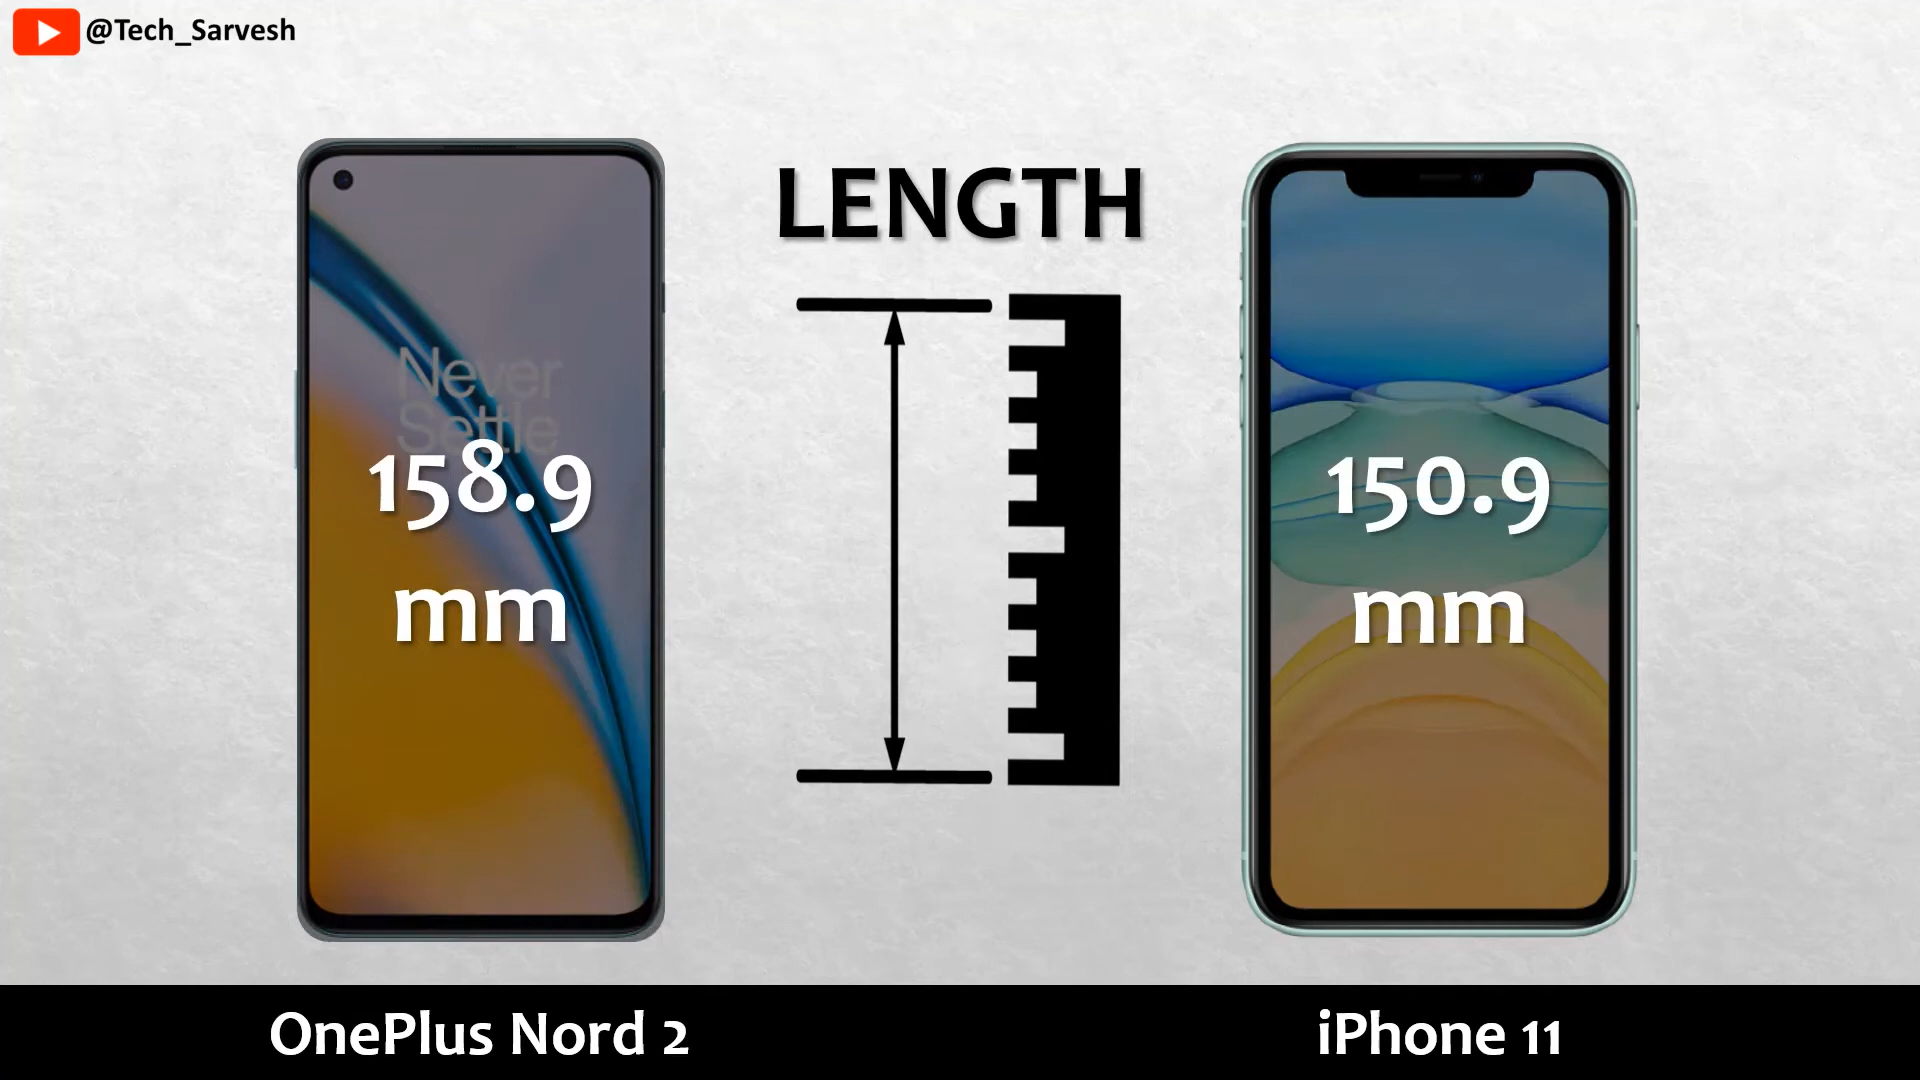 @Tech_Sarvesh
LENGTH
Never
Settle
158.9
mm
150.9
mm
OnePlus Nord 2
iPhone 11